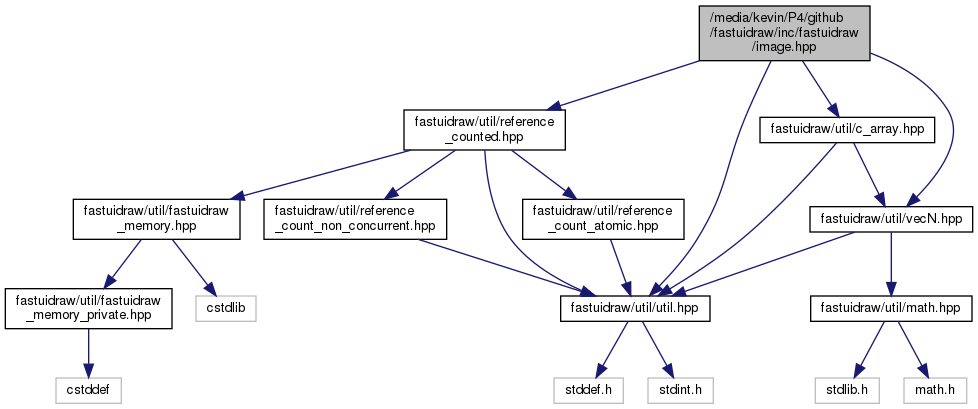 /media/kevin/P4/github
/fastuidraw/inc/fastuidraw
/image.hpp
fastuidraw/util/reference
_counted.hpp
fastuidraw/util/c_array.hpp
fastuidraw/util/fastuidraw
_memory.hpp
fastuidraw/util/reference
_count_non_concurrent.hpp
fastuidraw/util/reference
_count_atomic.hpp
fastuidraw/util/vecN.hpp
fastuidraw/util/fastuidraw
_memory_private.hpp
cstdlib
fastuidraw/util/util.hpp
fastuidraw/util/math.hpp
cstddef
stddef.h
stdint.h
stdlib.h
math.h